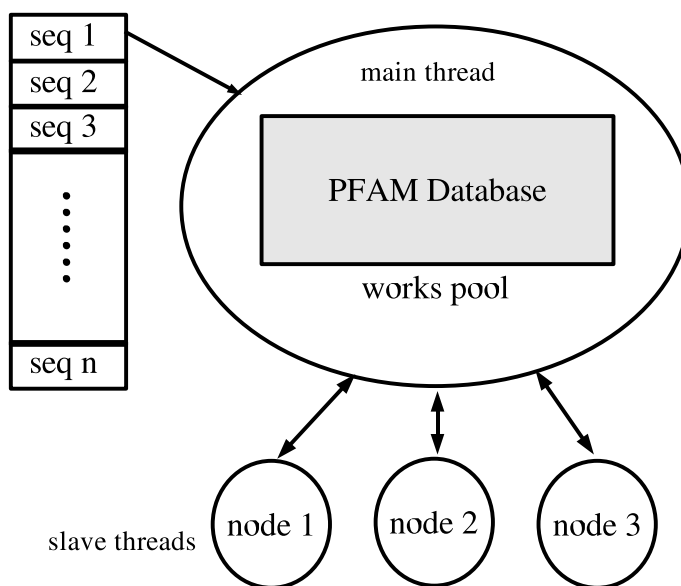 seq 1
seq 2
seq 3
seq n
main thread
PFAM Database
works pool
node 1
node 2
node 3
slave threads